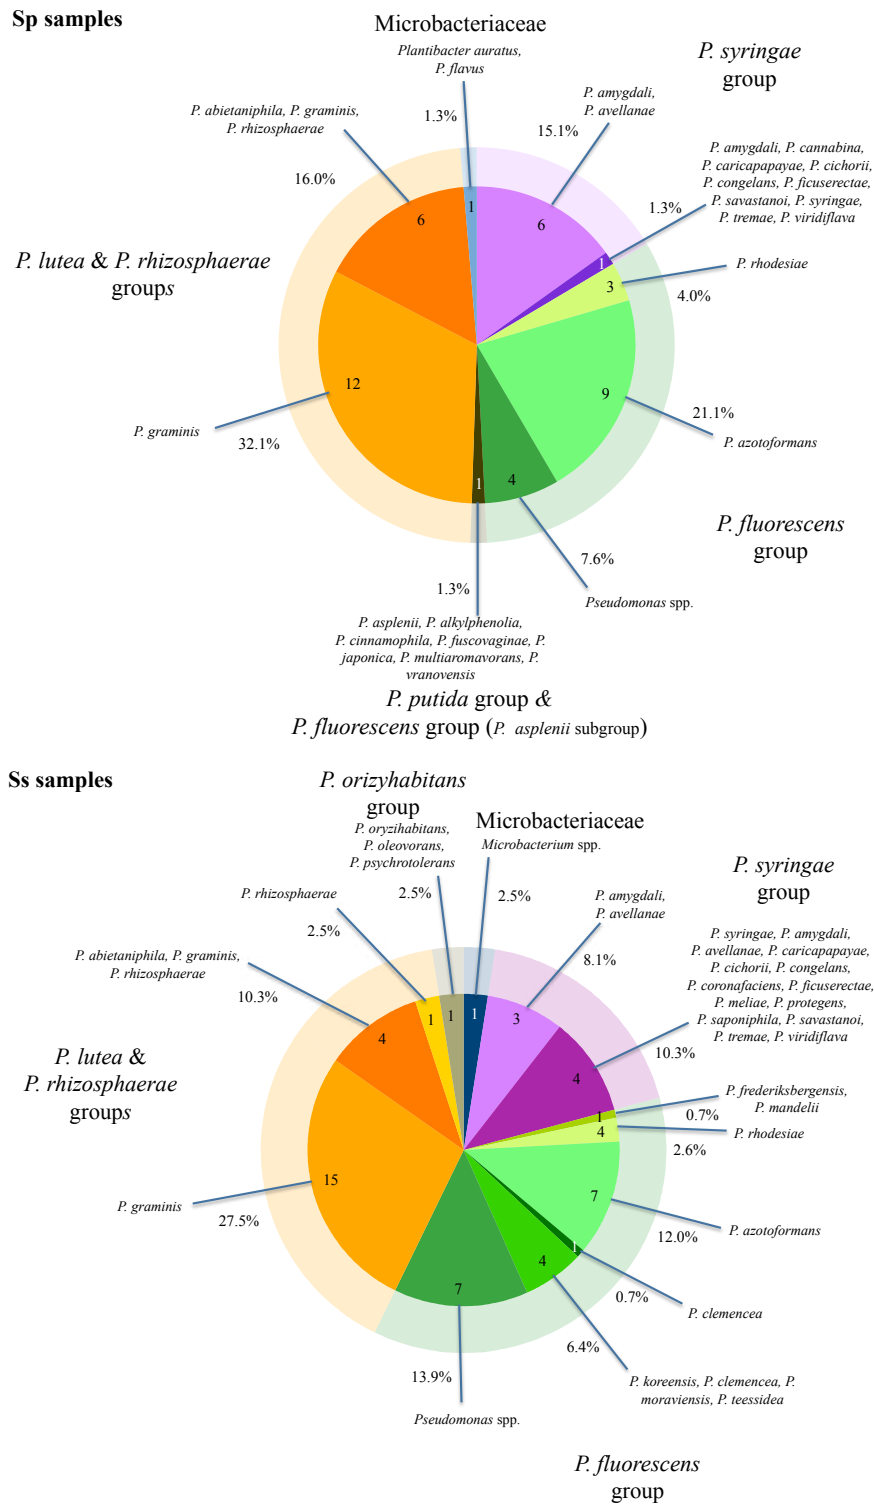 Sp samples
Microbacteriaceae
Plantibacter auratus,
P. flavus
P. syringae
group
P. amygdali,
P. avellanae
P. abietaniphila, P. graminis,
P. rhizosphaerae
1.3%
15.1%
P. amygdali, P. cannabina,
P. caricapapayae, P. cichorii,
P. congelans, P. ficuserectae,
P. savastanoi, P. syringae,
P. tremae, P. viridiflava
16.0%
1.3%
1
6
6
P. lutea & P. rhizosphaerae
groups
1
P. rhodesiae
3
4.0%
12
9
21.1%
P. graminis
32.1%
P. azotoformans
1
4
P. fluorescens
group
7.6%
1.3%
Pseudomonas spp.
P. asplenii, P. alkylphenolia,
P. cinnamophila, P. fuscovaginae, P.
japonica, P. multiaromavorans, P.
vranovensis
P. putida group &
P. fluorescens group (P. asplenii subgroup)
Ss samples
P. orizyhabitans
group
Microbacteriaceae
P. oryzihabitans,
P. oleovorans,
P. psychrotolerans
Microbacterium spp.
P. syringae
group
P. rhizosphaerae
2.5%
2.5%
P. amygdali,
P. avellanae
2.5%
P. abietaniphila, P. graminis,
P. rhizosphaerae
8.1%
P. syringae, P. amygdali,
P. avellanae, P. caricapapayae,
P. cichorii, P. congelans,
P. coronafaciens, P. ficuserectae,
P. meliae, P. protegens,
P. saponiphila, P. savastanoi,
P. tremae, P. viridiflava
10.3%
1
1
1
3
4
10.3%
P. lutea &
P. rhizosphaerae
groups
4
P. frederiksbergensis,
P. mandelii
1
0.7%
4
P. rhodesiae
2.6%
15
7
P. graminis
27.5%
P. azotoformans
12.0%
1
4
7
0.7%
P. clemencea
6.4%
13.9%
P. koreensis, P. clemencea, P.
moraviensis, P. teessidea
Pseudomonas spp.
P. fluorescens
group